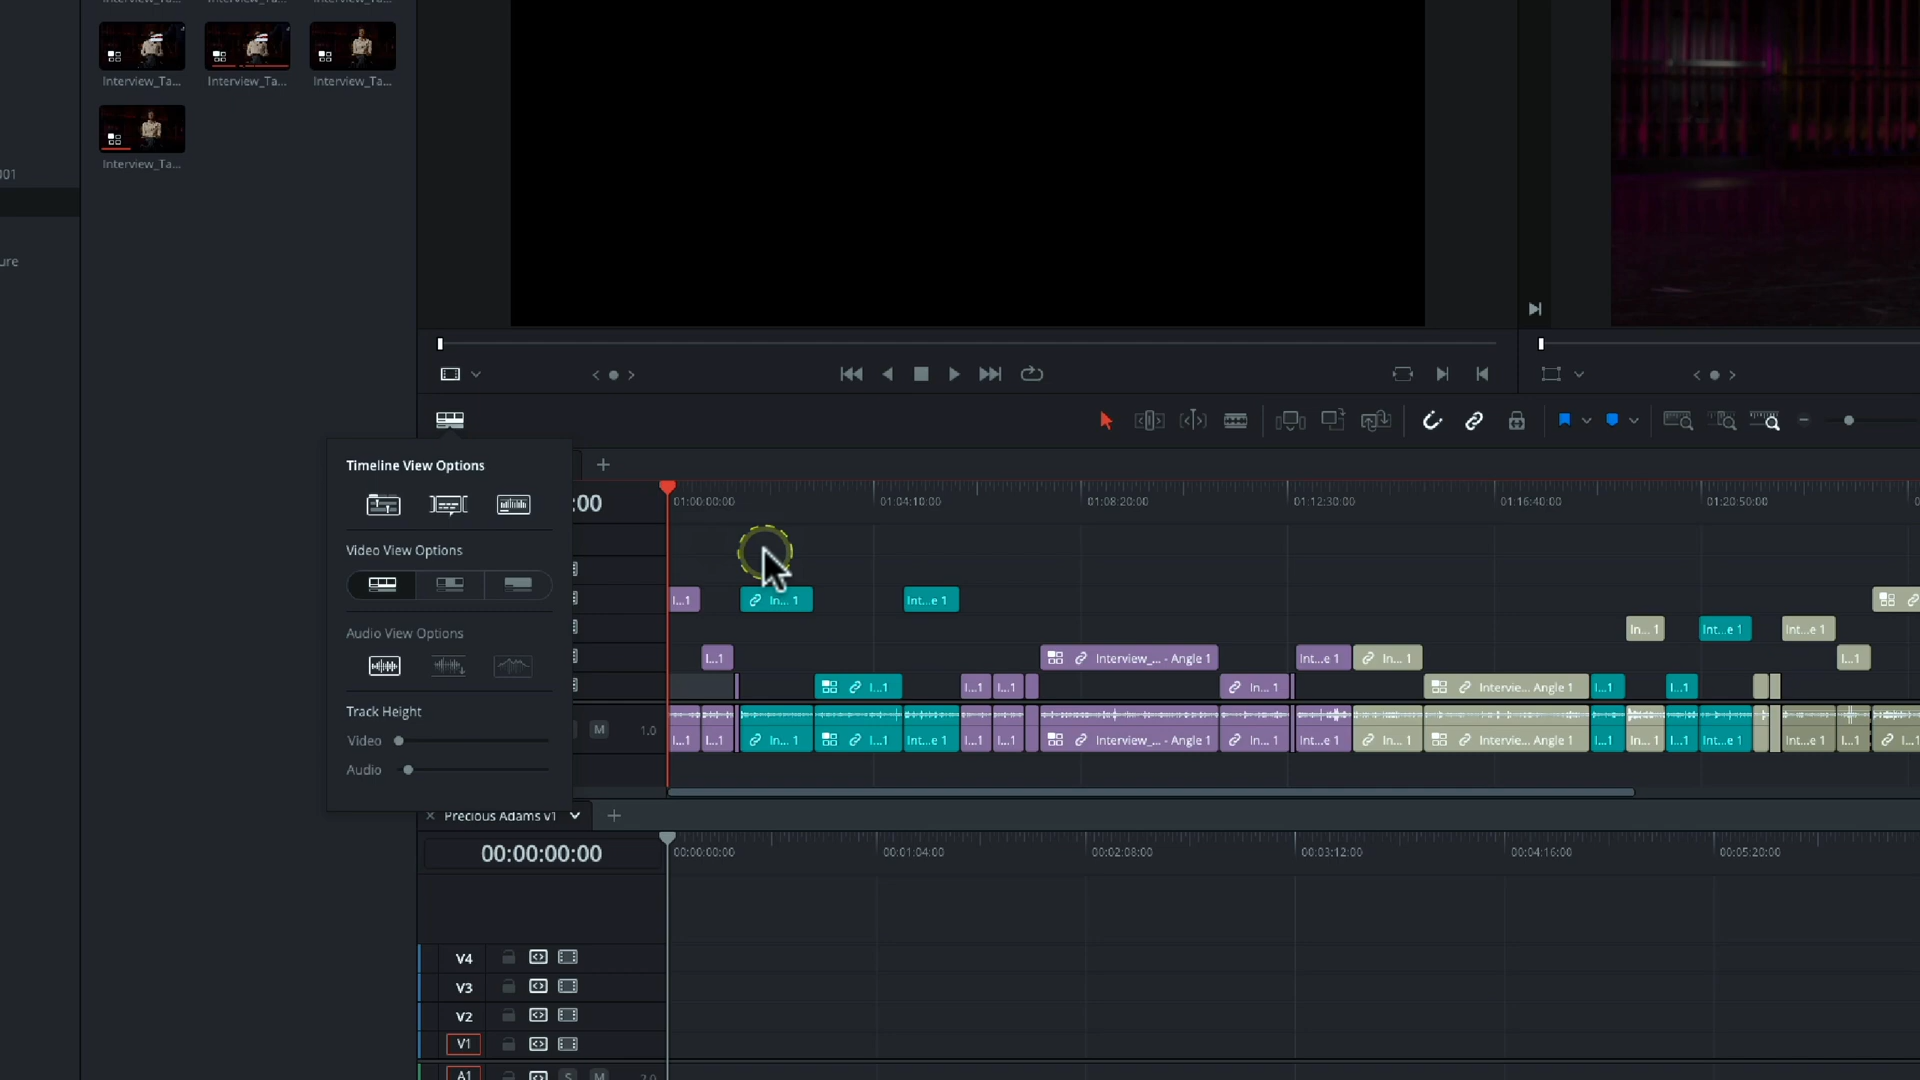 Interview_Ta...
Interview_Ta...
Interview_Ta...
Interview_Ta...
001
ure
Timeline View Options
Video View Options
Audio View Options
Track Height
Video
Audio
:00
01:00:00:00
01:04:10:00
01:08:20:00
01:12:30:00
01:16:40:00
01:20:50:00
I...1
In... 1
Int...e 1
In... 1
Int...e 1
Int...e 1
I...1
Interview_... - Angle 1
Int...e 1
In... 1
I...1
I...1
I...1
I...1
In... 1
Intervie... Angle 1
I...1
I...1
M
1.0
I...1
I...1
In... 1
I...1
Int...e 1
I...1
I...1
Interview_... - Angle 1
In... 1
Int...e 1
In... 1
Intervie... Angle 1
I...1
In... 1
I...1
Int...e 1
Int...e 1
I...1
Precious Adams v1
00:00:00:00
00:00:00:00
00:01:04:00
00:02:08:00
00:03:12:00
00:04:16:00
00:05:20:00
V4
V3
V2
V1
A1
S
M
2.0